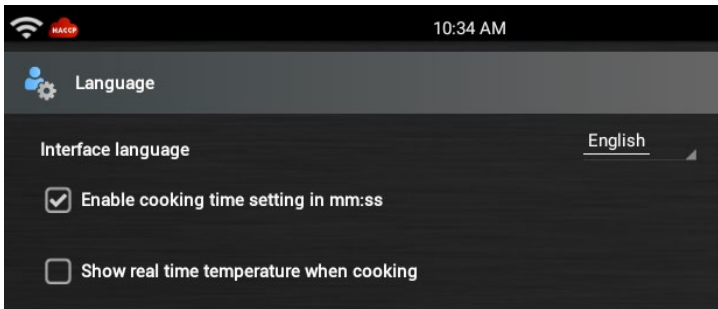 HACCP
10:34 AM
Language
Interface language English
Enable cooking time setting in mm:ss
Show real time temperature when cooking